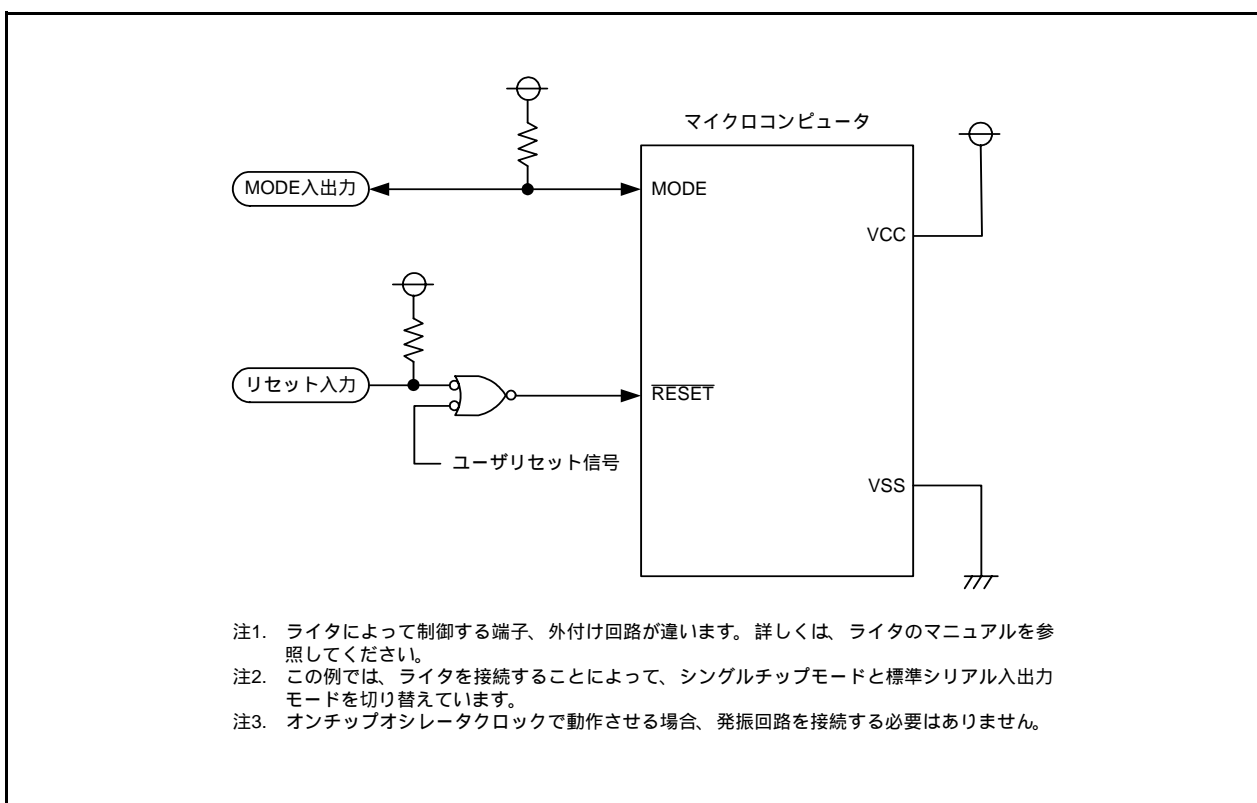 マイクロコンピュータ
MODE入出力
MODE
VCC
リセット入力
RESET
ユーザリセット信号
VSS
注1. ライタによって制御する端子、外付け回路が違います。詳しくは、ライタのマニュアルを参
照してください。
注2. この例では、ライタを接続することによって、シングルチップモードと標準シリアル入出力
モードを切り替えています。
注3. オンチップオシレータクロックで動作させる場合、発振回路を接続する必要はありません。